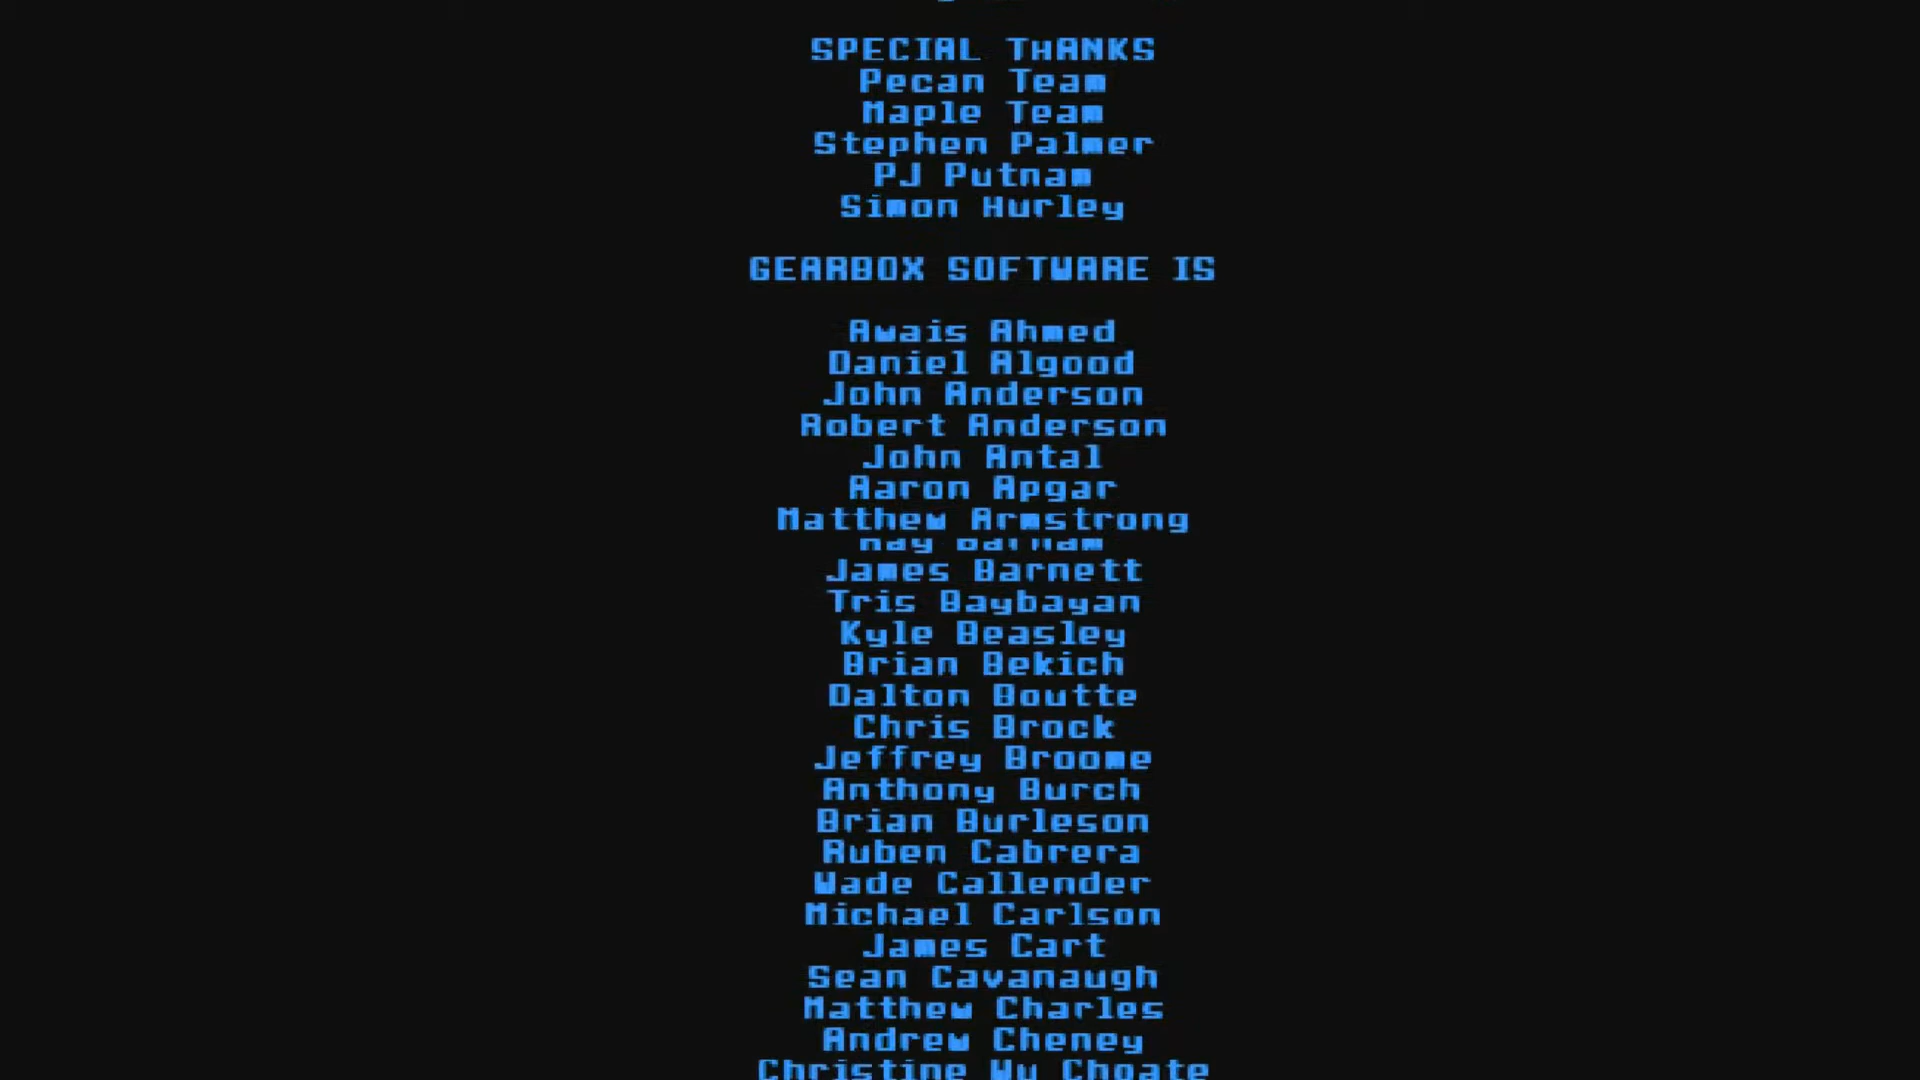 SPECIAL THANKS
Pecan Team
Maple Team
Stephen Palmer
PJ Putnam
Simon Hurley
GEARBOX SOFTWARE IS
Awais Ahmed
Daniel Algood
John Anderson
Robert Anderson
John Antal
Aaron Apgar
Matthew Armstrong
James Barnett
Tris Baybayan
Kyle Beasley
Brian Bekich
Dalton Boutte
Chris Brock
Jeffrey Broome
Anthony Burch
Brian Burleson
Ruben Cabrera
Wade Callender
Michael Carlson
James Cart
Sean Cavanaugh
Matthew Charles
Andrew Cheney
Christine Wu Choate